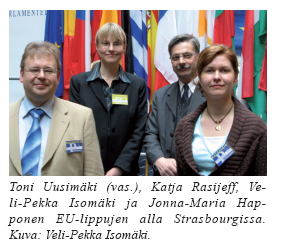 ARLEMENTER
Toni Uusimäki (vas.), Katja Rasijeff, Ve-
li-Pekka Isomäki ja Jonna-Maria Hap-
ponen EU-lippujen alla Strasbourgissa.
Kuva: Veli-Pekka Isomäki.